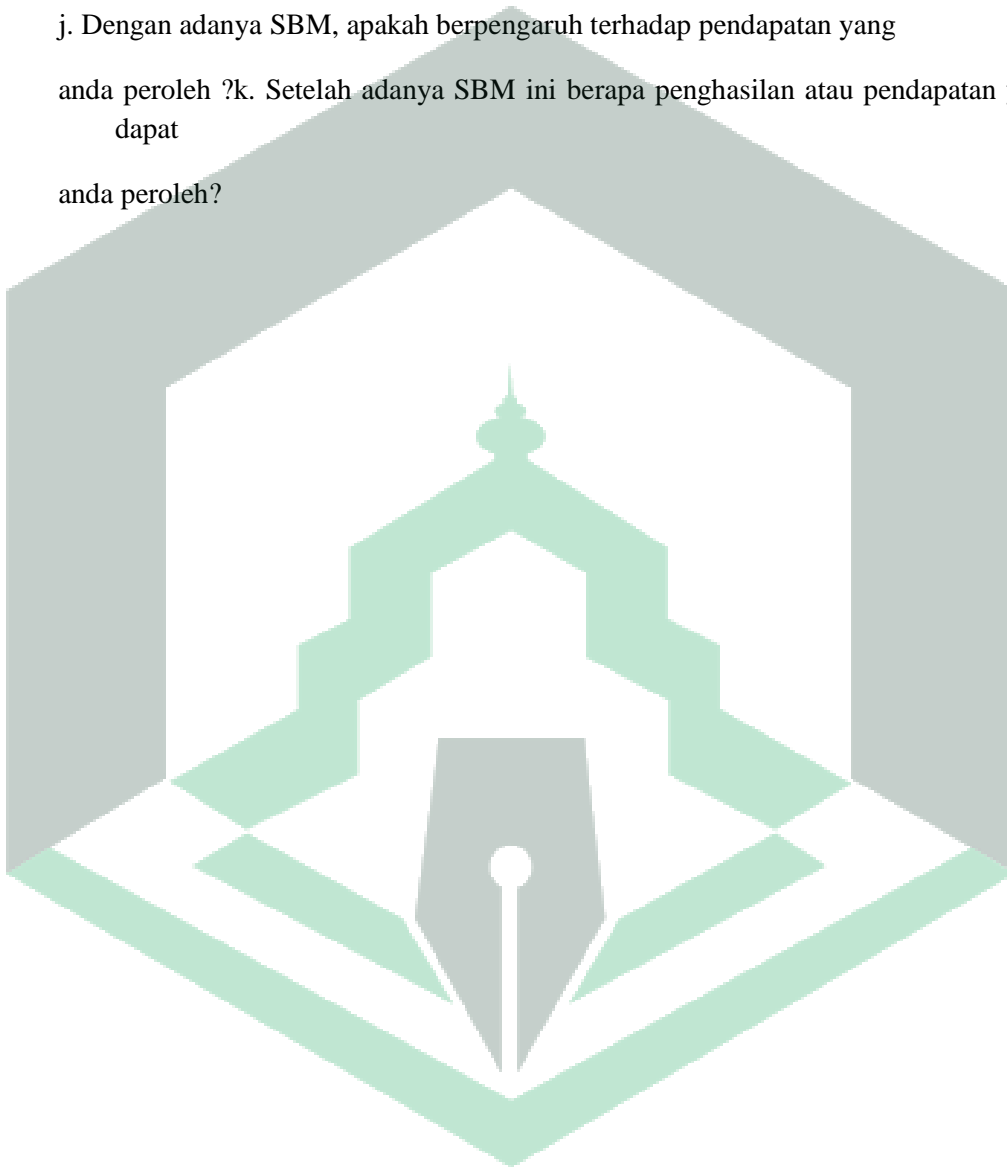 j. Dengan adanya SBM, apakah berpengaruh terhadap pendapatan yang
anda peroleh ?k. Setelah adanya SBM ini berapa penghasilan atau pendapatan
dapat
anda peroleh?